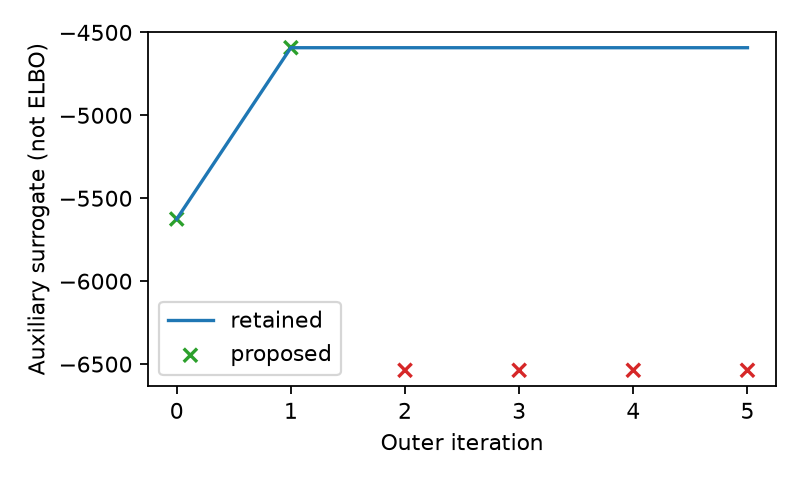 Auxiliary surrogate (not ELBO)
−4500
−5000
−5500
−6000
−6500
retained
proposed
0 1 2 3 4 5
Outer iteration